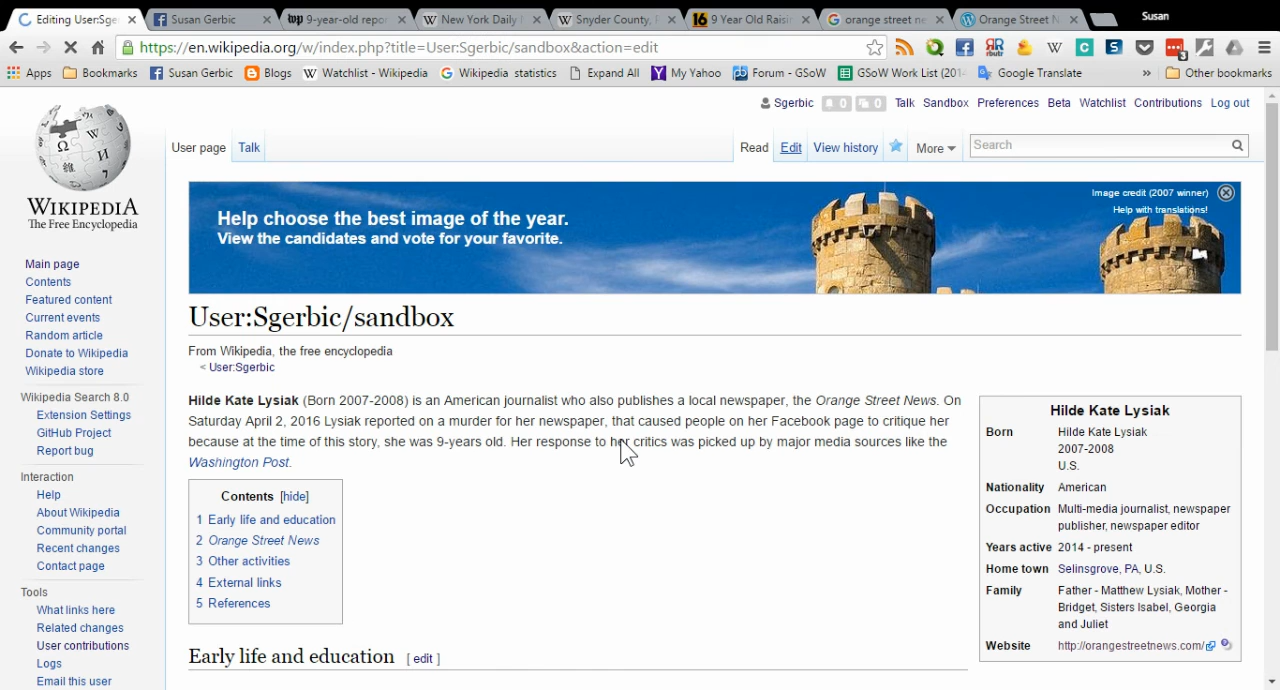 Editing User:Sge
Susan Gerbic
9-year-old repor
New York Daily
Snyder County,
9 Year Old Raisin
orange street ne
Orange Street N
Susan
https://en.wikipedia.org/w/index.php?title=User:Sgerbic/sandbox&action=edit
Apps Bookmarks Susan Gerbic Blogs Watchlist - Wikipedia Wikipedia statistics Expand All My Yahoo Forum - GSoW GSoW Work List (201 Google Translate » Other bookmarks
Sgerbic 0 0 Talk Sandbox Preferences Beta Watchlist Contributions Log out
User page Talk Read Edit View history More Search
WIKIPEDIA
The Free Encyclopedia
Main page
Contents
Featured content
Current events
Random article
Donate to Wikipedia
Wikipedia store
Wikipedia Search 8.0
Extension Settings
GitHub Project
Report bug
Interaction
Help
About Wikipedia
Community portal
Recent changes
Contact page
Tools
What links here
Related changes
User contributions
Logs
Email this user
Help choose the best image of the year.
View the candidates and vote for your favorite.
Image credit (2007 winner)
Help with translations!
User:Sgerbic/sandbox
From Wikipedia, the free encyclopedia
< User:Sgerbic
Hilde Kate Lysiak (Born 2007-2008) is an American journalist who also publishes a local newspaper, the Orange Street News. On
Saturday April 2, 2016 Lysiak reported on a murder for her newspaper, that caused people on her Facebook page to critique her
because at the time of this story, she was 9-years old. Her response to her critics was picked up by major media sources like the
Washington Post.
Contents [hide]
1 Early life and education
2 Orange Street News
3 Other activities
4 External links
5 References
Early life and education [ edit ]
Hilde Kate Lysiak
Born Hilde Kate Lysiak
2007-2008
U.S.
Nationality American
Occupation Multi-media journalist, newspaper
publisher, newspaper editor
Years active 2014 - present
Home town Selinsgrove, PA, U.S.
Family Father - Matthew Lysiak, Mother -
Bridget, Sisters Isabel, Georgia
and Juliet
Website http://orangestreetnews.com/